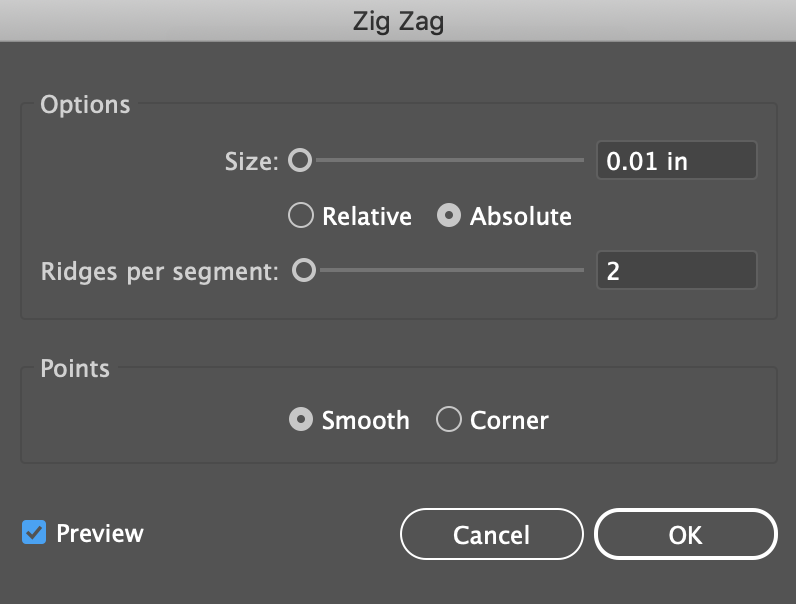 Zig Zag
Options
Size: 0.01 in
Relative Absolute
Ridges per segment: 2
Points
Smooth Corner
Preview Cancel OK